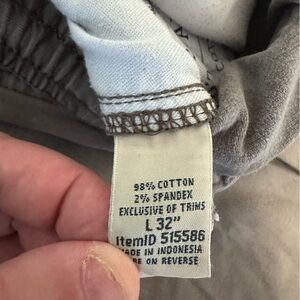 98% COTTON
2% SPANDEX
EXCLUSIVE OF TRIMS
L 32"
ItemID 515586
MADE IN INDONESIA
ON REVERSE